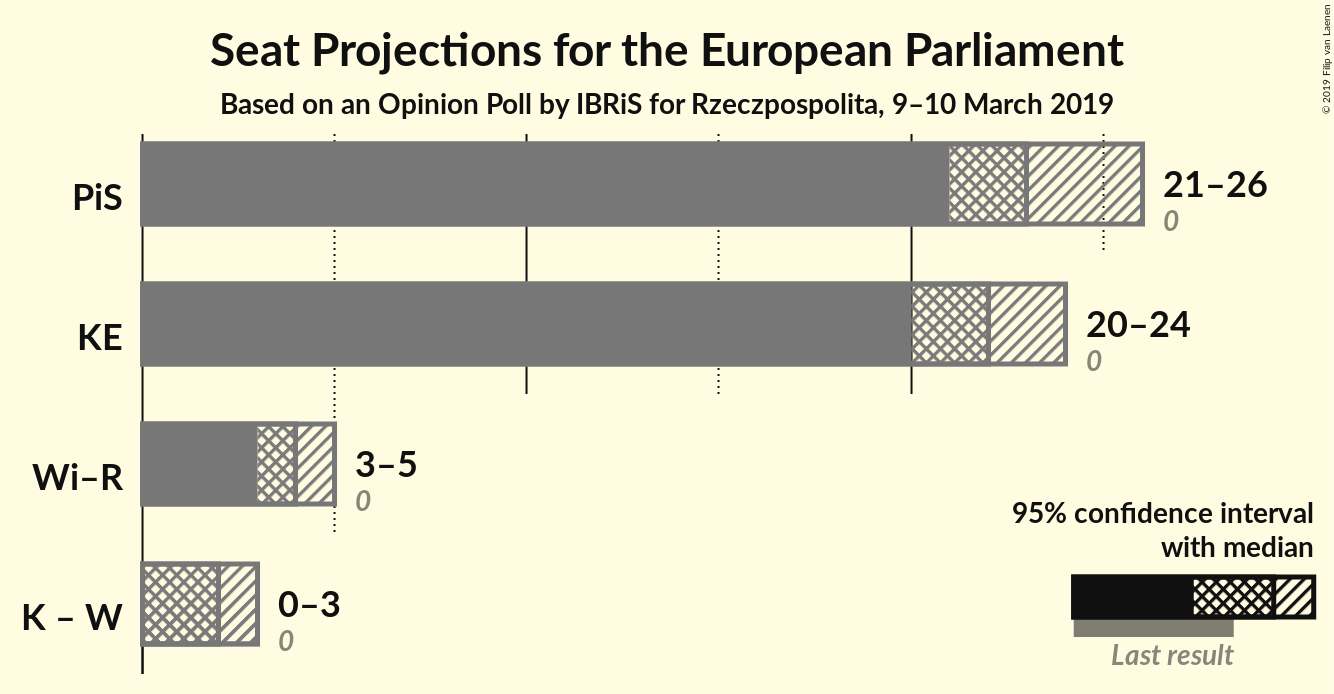 Seat Projections for the European Parliament
Based on an Opinion Poll by IBRiS for Rzeczpospolita, 9–10 March 2019
© 2019 Filip van Laenen
PiS
21–26
0
KE
20–24
0
Wi–R
3–5
0
K – W
0–3
0
95% confidence interval
with median
Last result